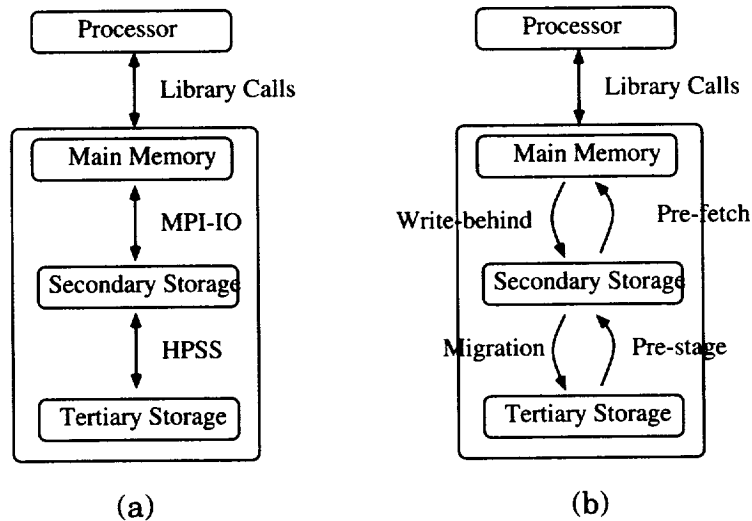 Processor
Library Calls
Main Memory
MPI-IO
Secondary Storage
HPSS
Tertiary Storage
(a)
Processor
Library Calls
Main Memory
Write-behind
Pre-fetch
Secondary Storage
Migration
Pre-stage
Tertiary Storage
(b)